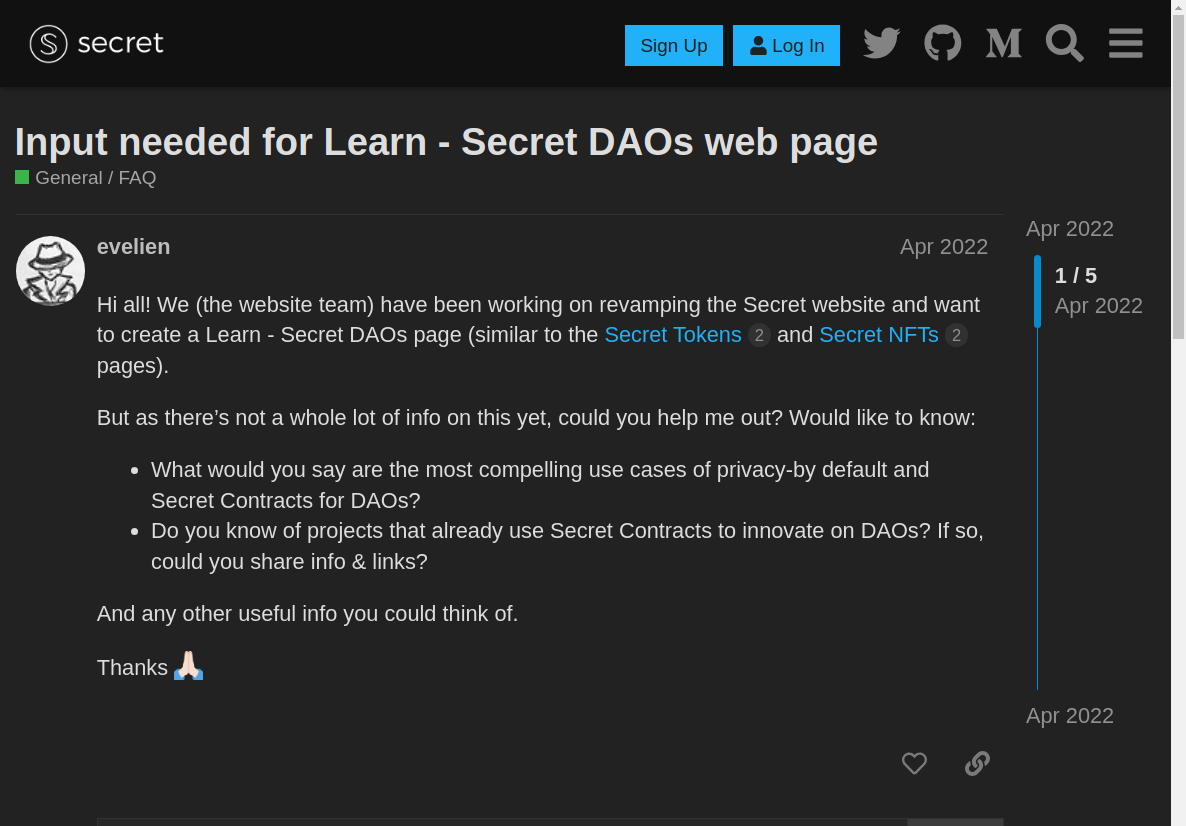 secret
Sign Up
Log In
Input needed for Learn - Secret DAOs web page
General / FAQ
evelien
Apr 2022
Hi all! We (the website team) have been working on revamping the Secret website and want
to create a Learn - Secret DAOs page (similar to the Secret Tokens 2 and Secret NFTs 2
pages).
But as there’s not a whole lot of info on this yet, could you help me out? Would like to know:
What would you say are the most compelling use cases of privacy-by default and
Secret Contracts for DAOs?
Do you know of projects that already use Secret Contracts to innovate on DAOs? If so,
could you share info & links?
And any other useful info you could think of.
Thanks
Apr 2022
1 / 5
Apr 2022
Apr 2022